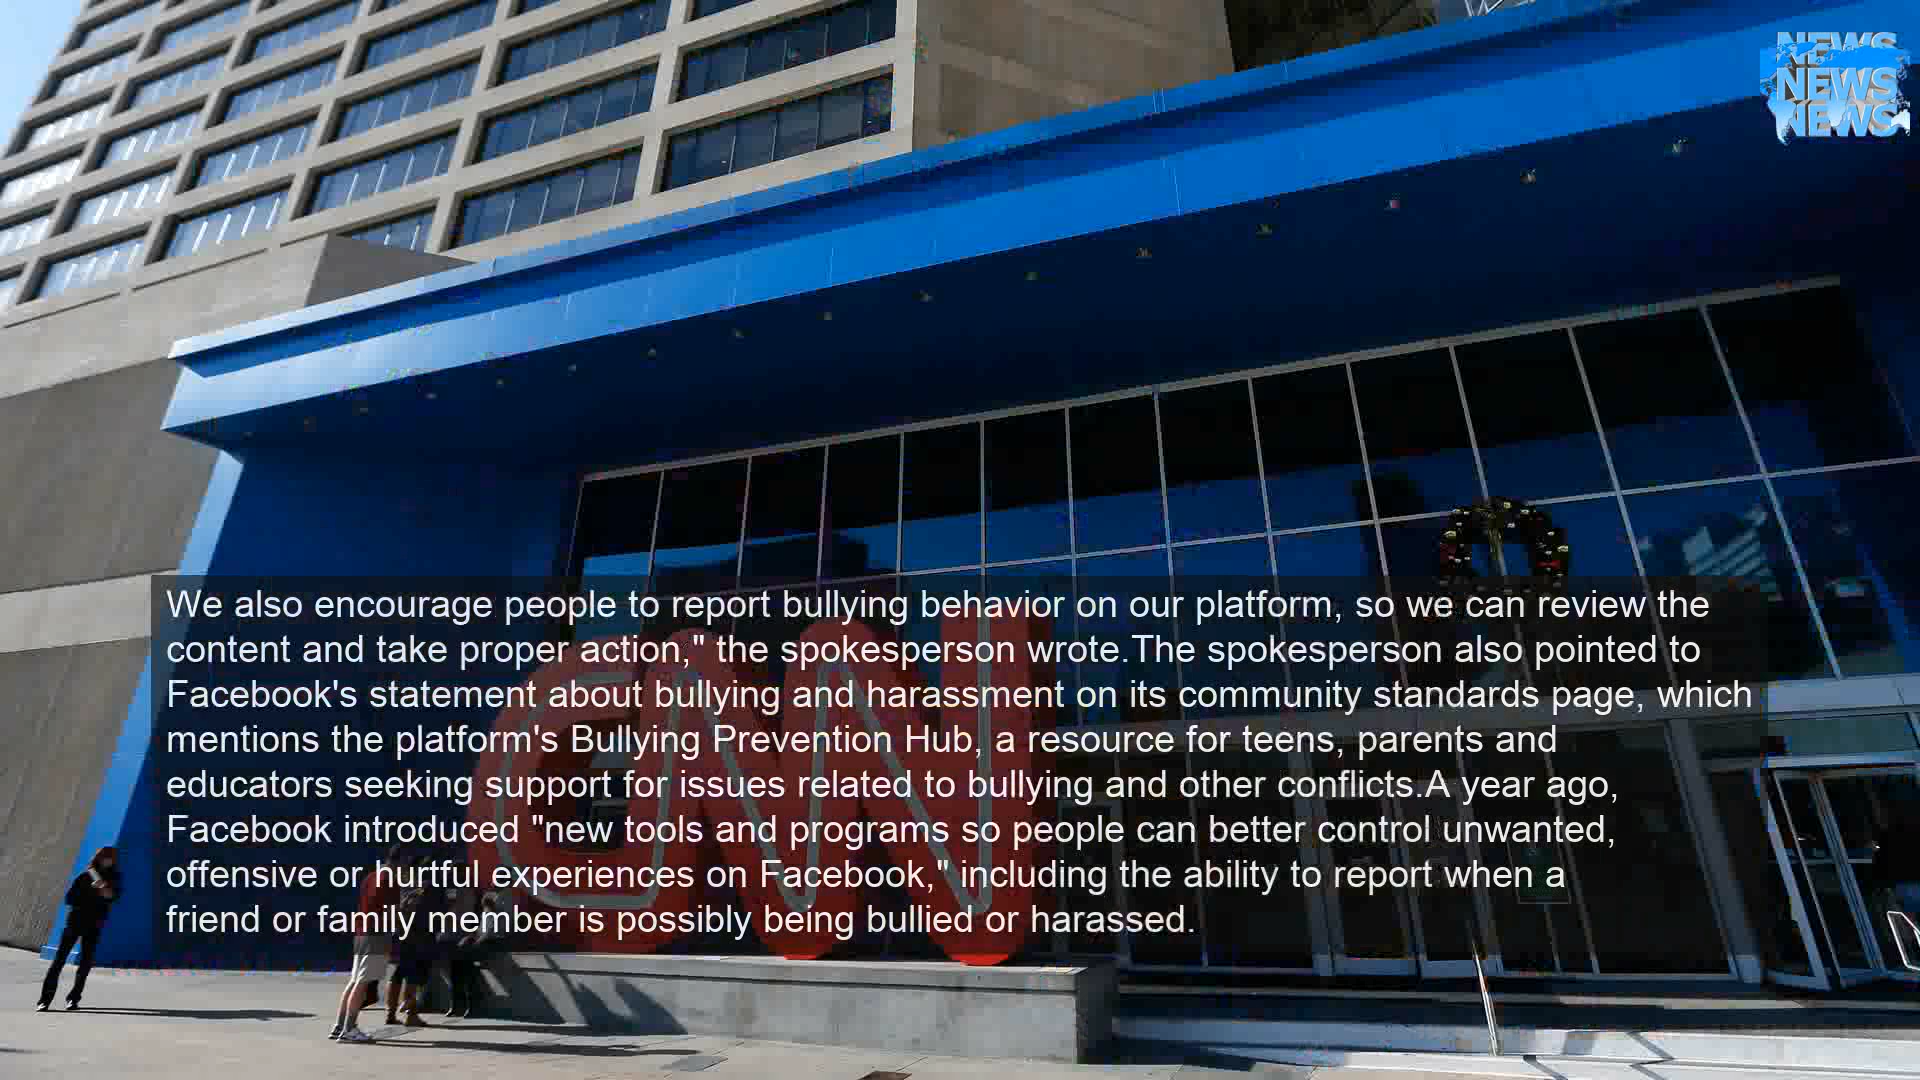 NEWS
NEWS
NEWS
We also encourage people to report bullying behavior on our platform, so we can review the
content and take proper action," the spokesperson wrote.The spokesperson also pointed to
Facebook's statement about bullying and harassment on its community standards page, which
mentions the platform's Bullying Prevention Hub, a resource for teens, parents and
educators seeking support for issues related to bullying and other conflicts.A year ago,
Facebook introduced "new tools and programs so people can better control unwanted,
offensive or hurtful experiences on Facebook," including the ability to report when a
friend or family member is possibly being bullied or harassed.
CNN